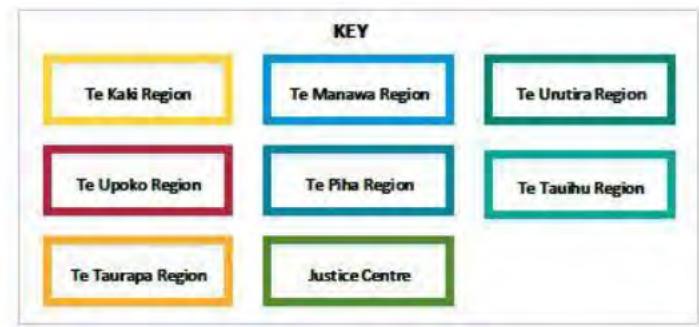 KEY
Te Kaki Region
Te Manawa Region
Te Urutira Region
Te Upoko Region
Te Piha Region
Te Tauihu Region
Te Taurapa Region
Justice Centre